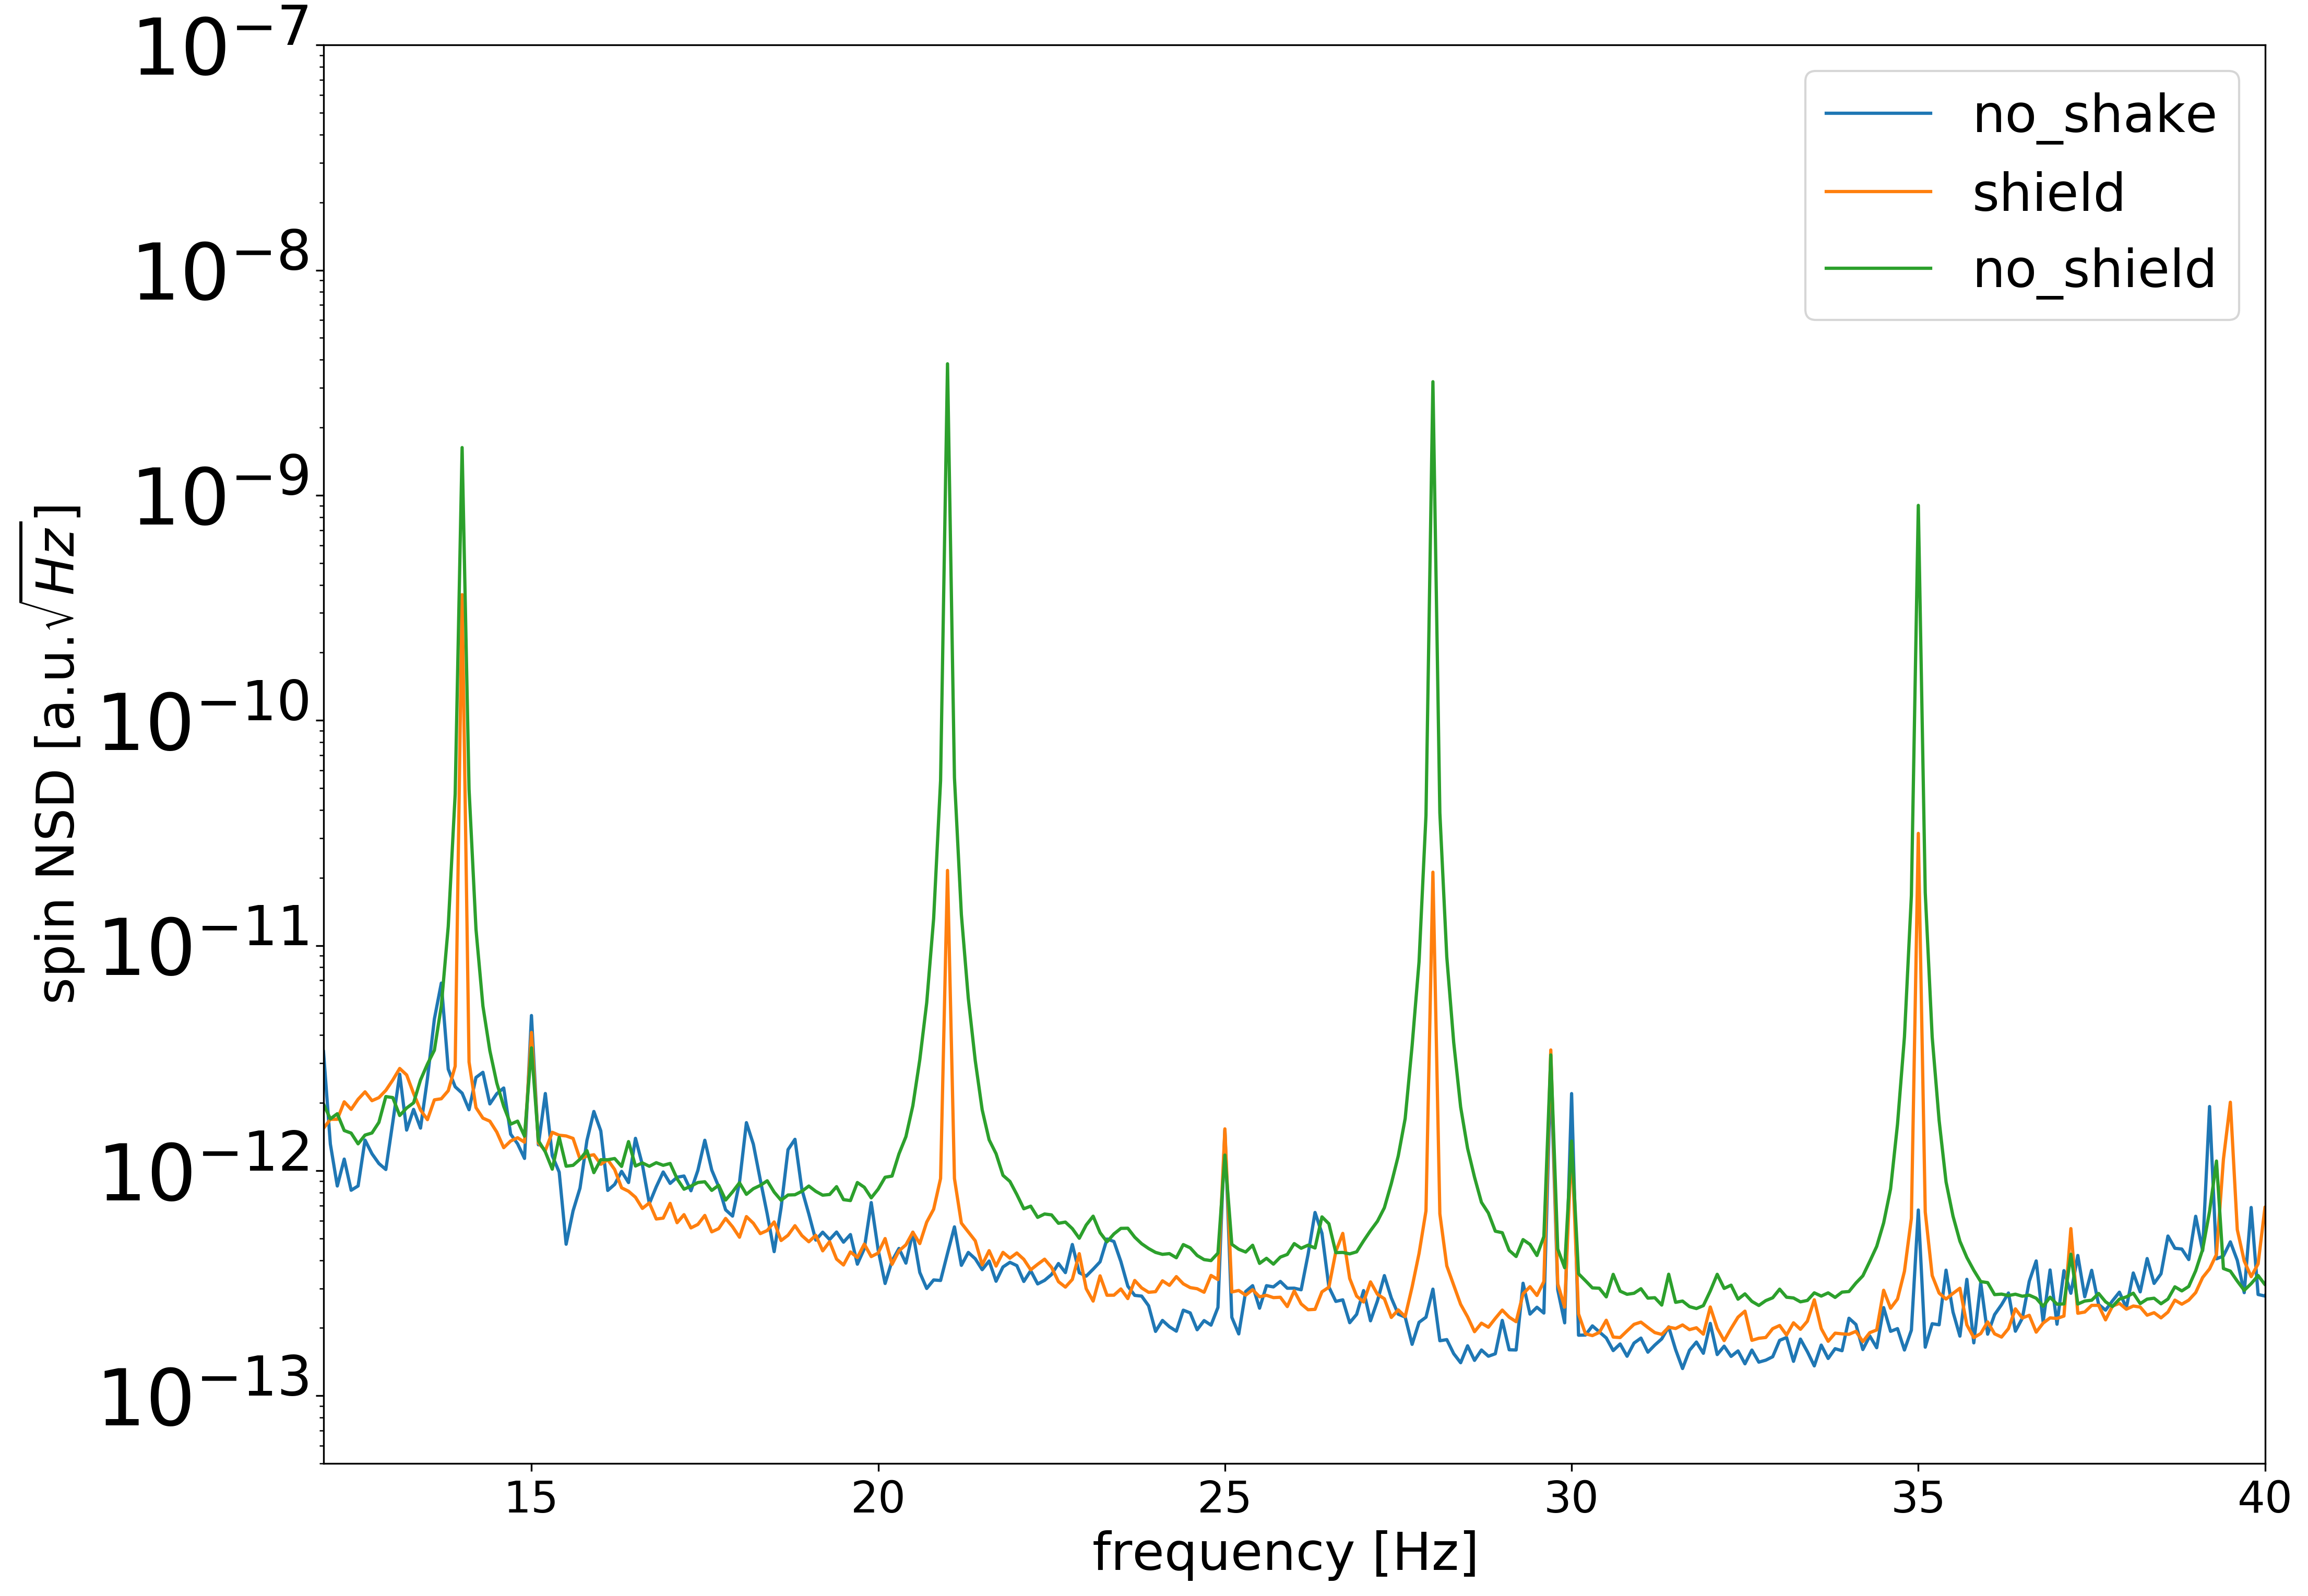 10−7
10−8
10−9
10−10
10−11
10−12
10−13
spin NSD [a.u.√Hz]
no_shake
shield
no_shield
15 20 25 30 35 40
frequency [Hz]